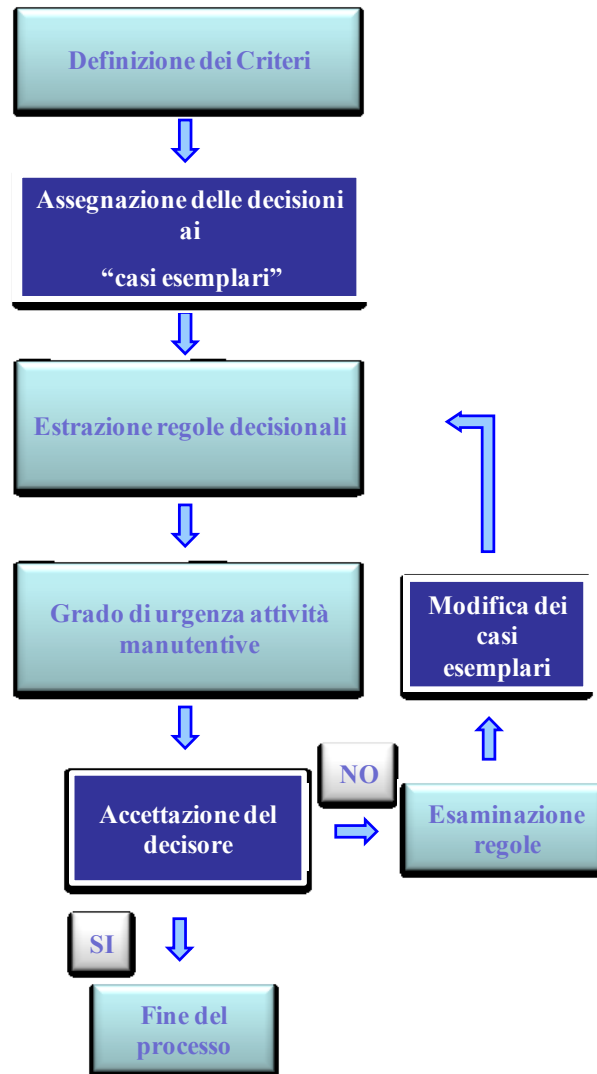 Definizione dei Criteri
Assegnazione delle decisioni
ai
“casi esemplari”
Estrazione regole decisionali
Grado di urgenza attività
manutentive
Modifica dei
casi
esemplari
NO
Accettazione del
decisore
Esaminazione
regole
SI
Fine del
processo